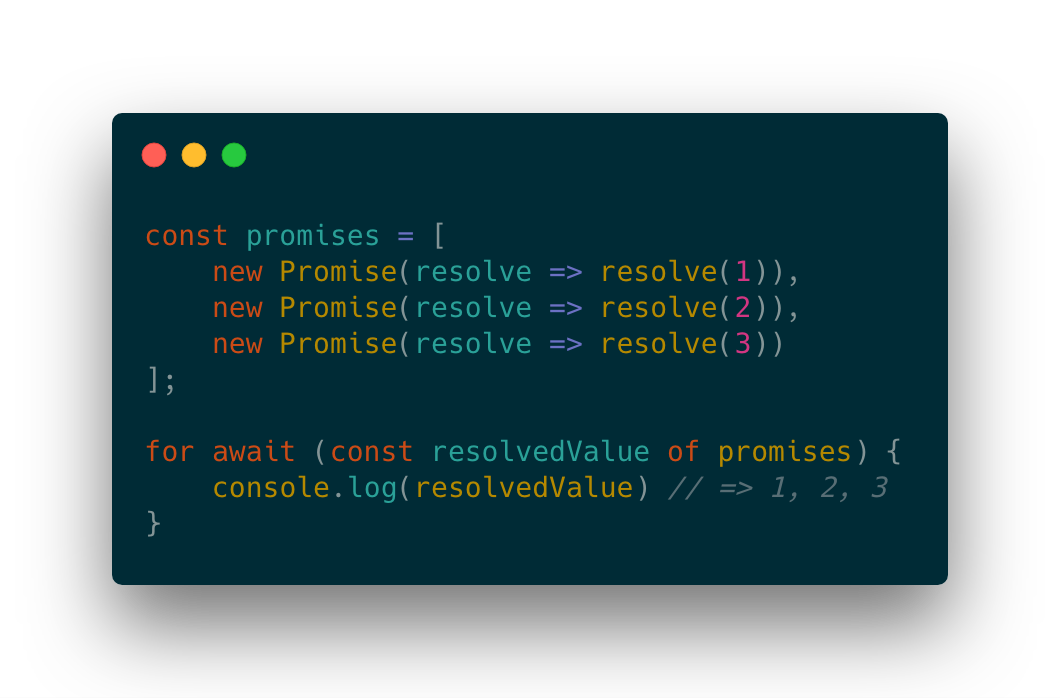 const promises = [
    new Promise(resolve => resolve(1)),
    new Promise(resolve => resolve(2)),
    new Promise(resolve => resolve(3))
];

for await (const resolvedValue of promises) {
    console.log(resolvedValue) // => 1, 2, 3
}